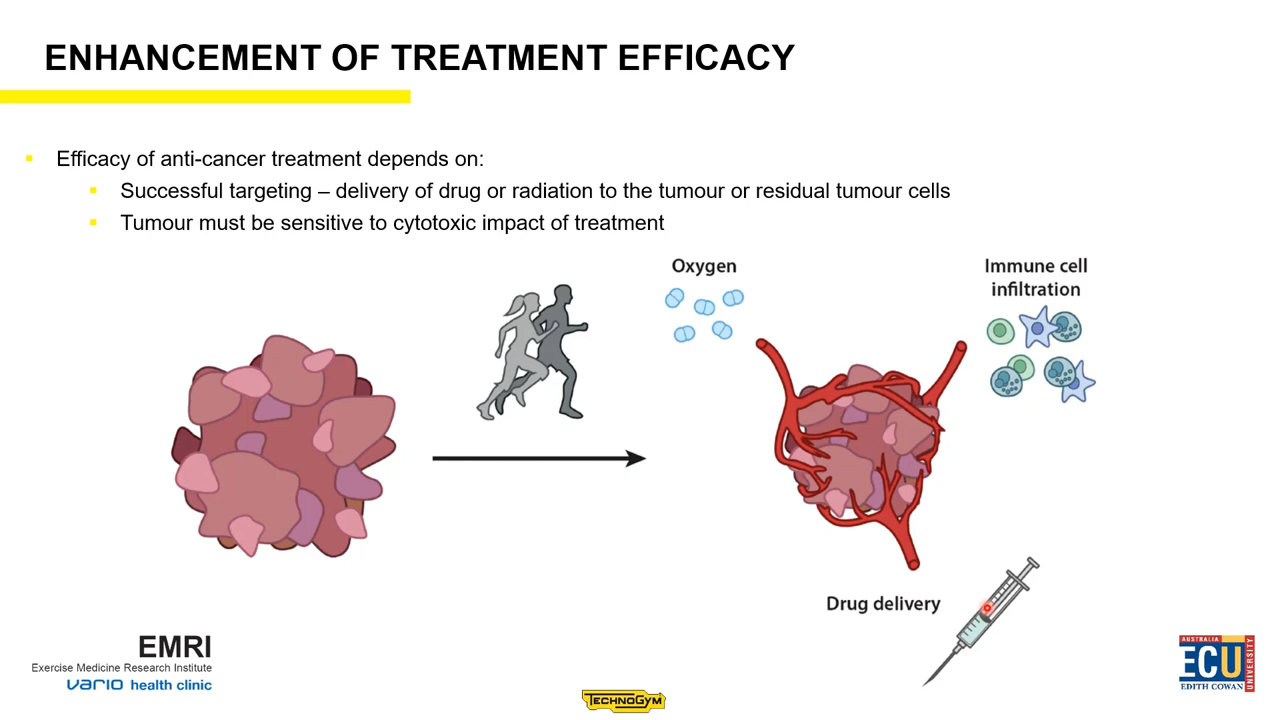 ENHANCEMENT OF TREATMENT EFFICACY
Efficacy of anti-cancer treatment depends on:
Successful targeting – delivery of drug or radiation to the tumour or residual tumour cells
Tumour must be sensitive to cytotoxic impact of treatment
Oxygen
Immune cell
infiltration
Drug delivery
EMRI
Exercise Medicine Research Institute
vario health clinic
TECHNOGYM
AUSTRALIA
ECU
EDITH COWAN
UNIVERSITY